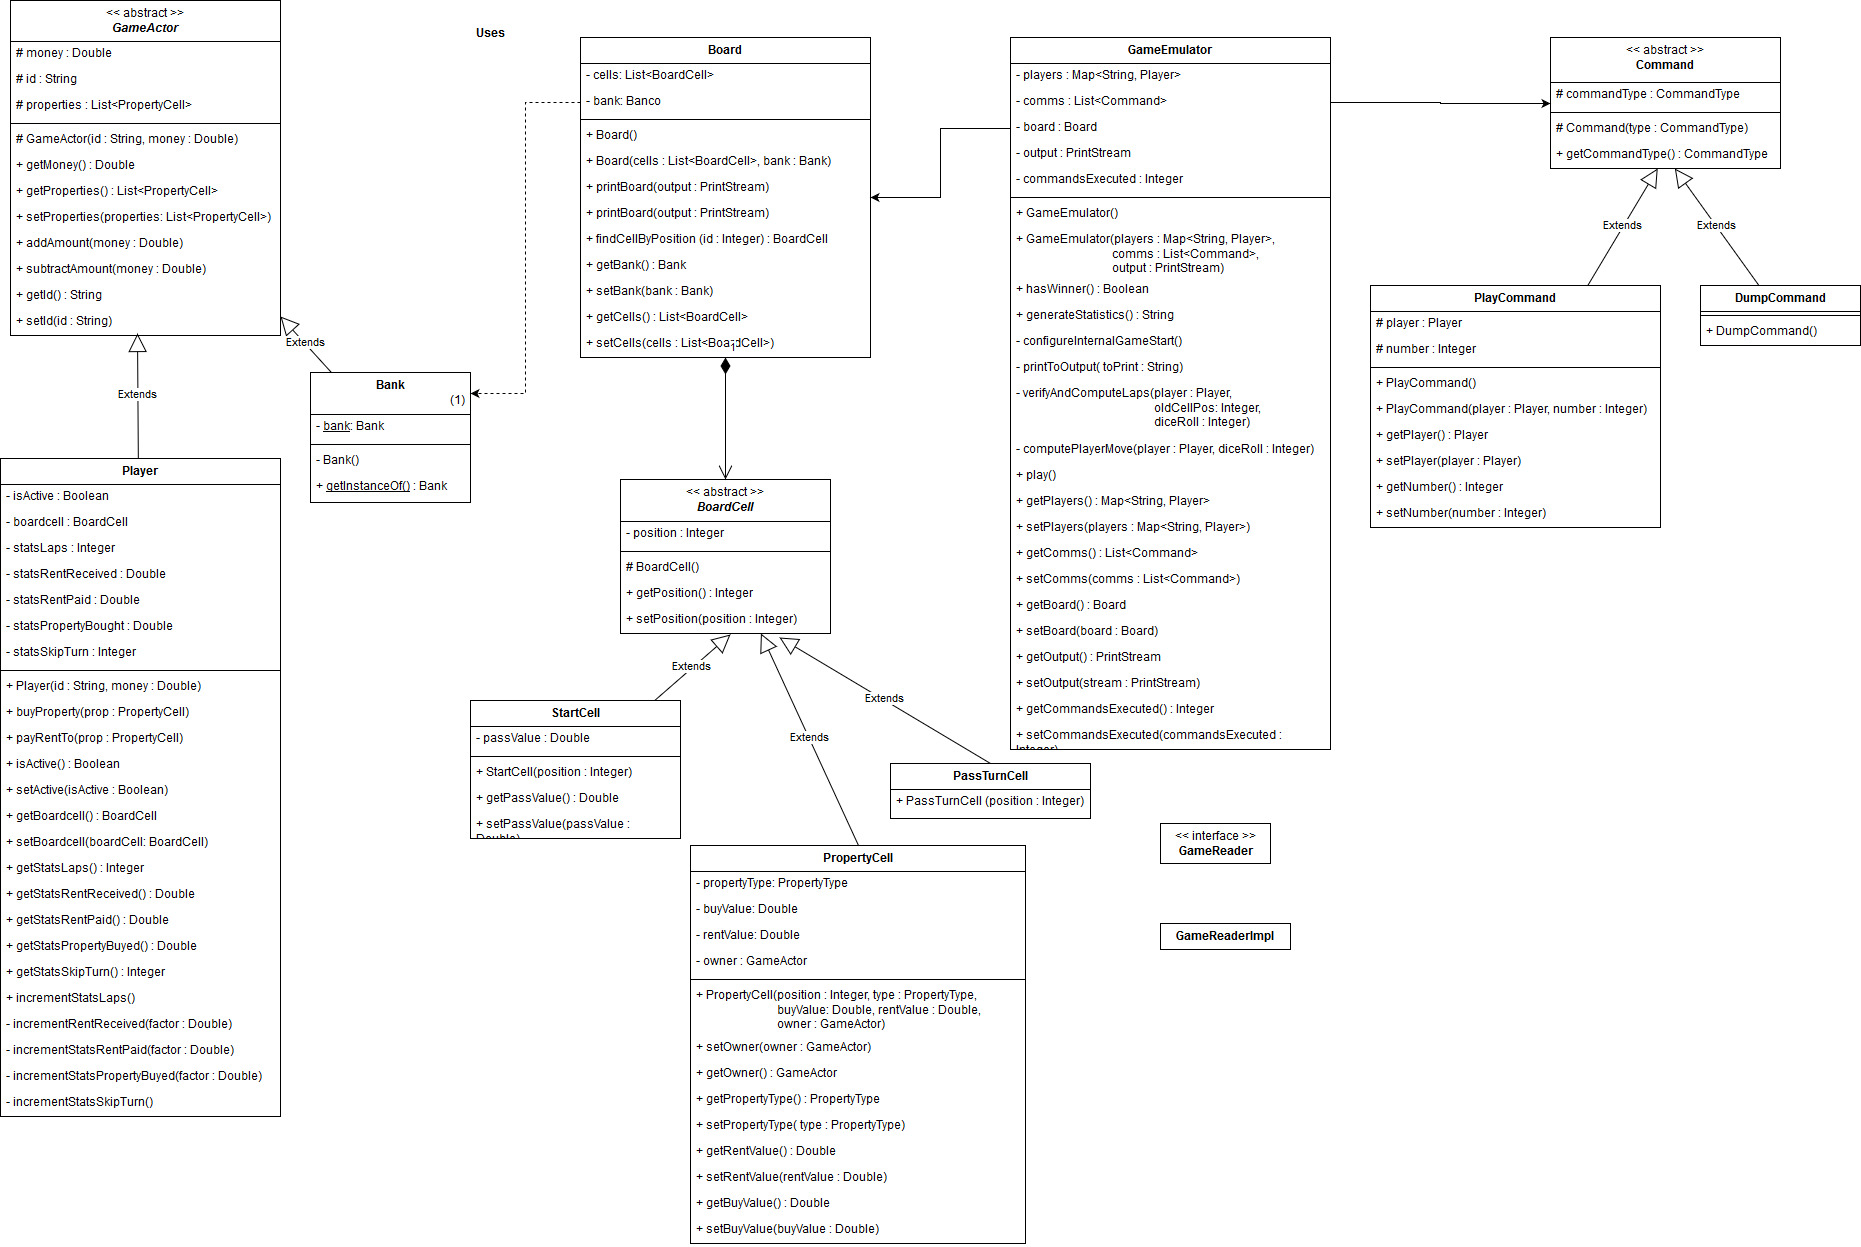 << abstract >>
GameActor
# money : Double
# id : String
# properties : List<PropertyCell>
# GameActor(id : String, money : Double)
+ getMoney() : Double
+ getProperties() : List<PropertyCell>
+ setProperties(properties: List<PropertyCell>)
+ addAmount(money : Double)
+ subtractAmount(money : Double)
+ getId() : String
+ setId(id : String)
Extends
Extends
Uses
Bank
(1)
- bank: Bank
- Bank()
+ getInstanceOf() : Bank
Player
- isActive : Boolean
- boardcell : BoardCell
- statsLaps : Integer
- statsRentReceived : Double
- statsRentPaid : Double
- statsPropertyBought : Double
- statsSkipTurn : Integer
+ Player(id : String, money : Double)
+ buyProperty(prop : PropertyCell)
+ payRentTo(prop : PropertyCell)
+ isActive() : Boolean
+ setActive(isActive : Boolean)
+ getBoardcell() : BoardCell
+ setBoardcell(boardCell: BoardCell)
+ getStatsLaps() : Integer
+ getStatsRentReceived() : Double
+ getStatsRentPaid() : Double
+ getStatsPropertyBuyed() : Double
+ getStatsSkipTurn() : Integer
+ incrementStatsLaps()
- incrementRentReceived(factor : Double)
- incrementStatsRentPaid(factor : Double)
- incrementStatsPropertyBuyed(factor : Double)
- incrementStatsSkipTurn()
Board
- cells: List<BoardCell>
- bank: Banco
+ Board()
+ Board(cells : List<BoardCell>, bank : Bank)
+ printBoard(output : PrintStream)
+ printBoard(output : PrintStream)
+ findCellByPosition (id : Integer) : BoardCell
+ getBank() : Bank
+ setBank(bank : Bank)
+ getCells() : List<BoardCell>
+ setCells(cells : List<BoardCell>)
1
<< abstract >>
BoardCell
- position : Integer
# BoardCell()
+ getPosition() : Integer
+ setPosition(position : Integer)
Extends
Extends
Extends
StartCell
- passValue : Double
+ StartCell(position : Integer)
+ getPassValue() : Double
+ setPassValue(passValue :
Double)
PassTurnCell
+ PassTurnCell (position : Integer)
PropertyCell
- propertyType: PropertyType
- buyValue: Double
- rentValue: Double
- owner : GameActor
+ PropertyCell(position : Integer, type : PropertyType,
buyValue: Double, rentValue : Double,
owner : GameActor)
+ setOwner(owner : GameActor)
+ getOwner() : GameActor
+ getPropertyType() : PropertyType
+ setPropertyType( type : PropertyType)
+ getRentValue() : Double
+ setRentValue(rentValue : Double)
+ getBuyValue() : Double
+ setBuyValue(buyValue : Double)
GameEmulator
- players : Map<String, Player>
- comms : List<Command>
- board : Board
- output : PrintStream
- commandsExecuted : Integer
+ GameEmulator()
+ GameEmulator(players : Map<String, Player>,
comms : List<Command>,
output : PrintStream)
+ hasWinner() : Boolean
+ generateStatistics() : String
- configureInternalGameStart()
- printToOutput( toPrint : String)
- verifyAndComputeLaps(player : Player,
oldCellPos: Integer,
diceRoll : Integer)
- computePlayerMove(player : Player, diceRoll : Integer)
+ play()
+ getPlayers() : Map<String, Player>
+ setPlayers(players : Map<String, Player>)
+ getComms() : List<Command>
+ setComms(comms : List<Command>)
+ getBoard() : Board
+ setBoard(board : Board)
+ getOutput() : PrintStream
+ setOutput(stream : PrintStream)
+ getCommandsExecuted() : Integer
+ setCommandsExecuted(commandsExecuted :
Integer)
<< abstract >>
Command
# commandType : CommandType
# Command(type : CommandType)
+ getCommandType() : CommandType
Extends
Extends
PlayCommand
# player : Player
# number : Integer
+ PlayCommand()
+ PlayCommand(player : Player, number : Integer)
+ getPlayer() : Player
+ setPlayer(player : Player)
+ getNumber() : Integer
+ setNumber(number : Integer)
DumpCommand
+ DumpCommand()
<< interface >>
GameReader
GameReaderImpl